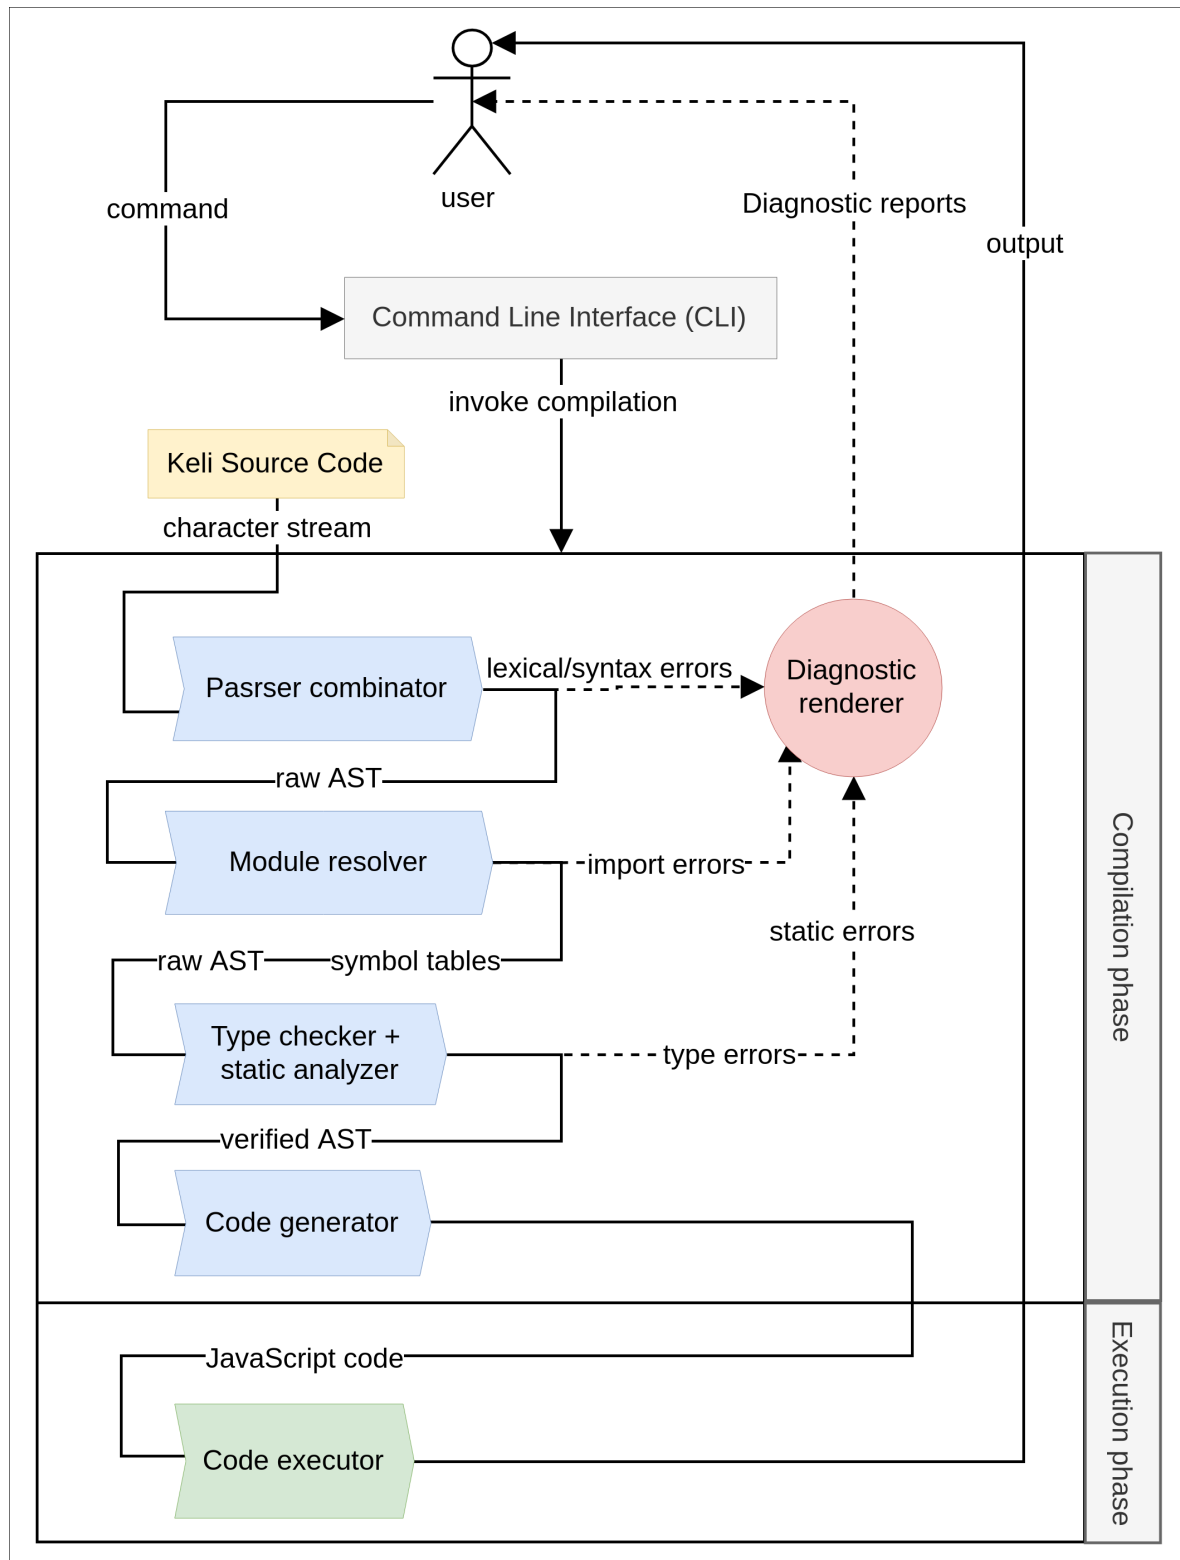 user
command
Diagnostic reports
output
Command Line Interface (CLI)
invoke compilation
Keli Source Code
character stream
Pasrser combinator
lexical/syntax errors
Diagnostic
renderer
raw AST
Module resolver
import errors
static errors
raw AST
symbol tables
Type checker +
static analyzer
type errors
verified AST
Code generator
Compilation phase
JavaScript code
Code executor
Execution phase